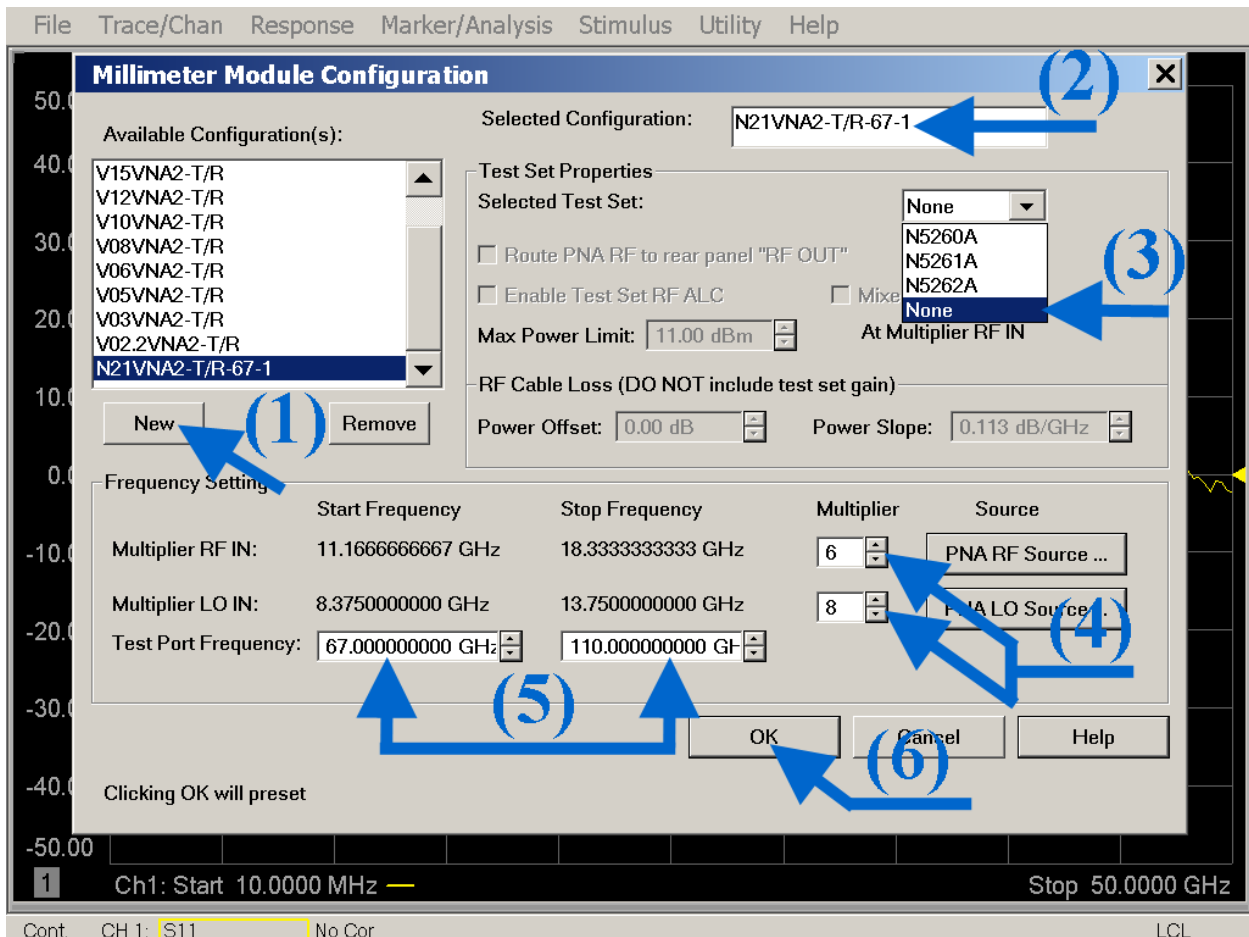 File Trace/Chan Response Marker/Analysis Stimulus Utility Help
Millimeter Module Configuration
(2)
Available Configuration(s):
V15VNA2-T/R
V12VNA2-T/R
V10VNA2-T/R
V08VNA2-T/R
V06VNA2-T/R
V05VNA2-T/R
V03VNA2-T/R
V02.2VNA2-T/R
N21VNA2-T/R-67-1
New
(1)
Remove
Selected Configuration: N21VNA2-T/R-67-1
Test Set Properties
Selected Test Set: None
N5260A
N5261A
N5262A
None
(3)
Route PNA RF to rear panel "RF OUT"
Enable Test Set RF ALC
Max Power Limit: 11.00 dBm At Multiplier RF IN
RF Cable Loss (DO NOT include test set gain)
Power Offset: 0.00 dB Power Slope: 0.113 dB/GHz
Frequency Setting
Start Frequency Stop Frequency Multiplier Source
Multiplier RF IN: 11.1666666667 GHz 18.3333333333 GHz 6 PNA RF Source ...
Multiplier LO IN: 8.3750000000 GHz 13.7500000000 GHz 8 PNA LO Source ...
(4)
Test Port Frequency: 67.000000000 GHz 110.000000000 GH
(5)
OK Cancel Help
(6)
Clicking OK will preset
50.0
40.0
30.0
20.0
10.0
0.0
-10.0
-20.0
-30.0
-40.0
-50.00
1 Ch1: Start 10.0000 MHz Stop 50.0000 GHz
Cont. CH 1: S11 No Cor LCL